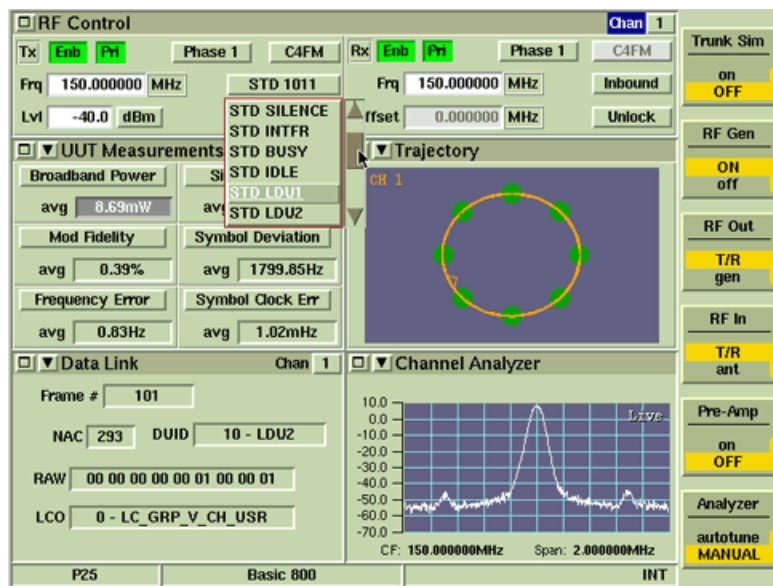 RF Control
Chan 1
Tx Enb Pri Phase 1 C4FM
Rx Enb Pri Phase 1 C4FM
Frq 150.000000 MHz STD 1011
Frq 150.000000 MHz Inbound
Lvl -40.0 dBm
ffset 0.000000 MHz Unlock
STD SILENCE
STD INTFR
STD BUSY
STD IDLE
STD LDU1
STD LDU2
UUT Measurements
Broadband Power
Si
avg 8.69mW
av
Mod Fidelity
Symbol Deviation
avg 0.39%
avg 1799.85Hz
Frequency Error
Symbol Clock Err
avg 0.83Hz
avg 1.02mHz
Trajectory
CH 1
Data Link Chan 1
Frame # 101
NAC 293 DUID 10 - LDU2
RAW 00 00 00 00 00 01 00 00 01
LCO 0 - LC_GRP_V_CH_USR
Channel Analyzer
Live
10.0
0.0
-10.0
-20.0
-30.0
-40.0
-50.0
-60.0
-70.0
CF: 150.000000MHz Span: 2.000000MHz
Trunk Sim
on
OFF
RF Gen
ON
off
RF Out
T/R
gen
RF In
T/R
ant
Pre-Amp
on
OFF
Analyzer
autotune
MANUAL
P25 Basic 800 INT